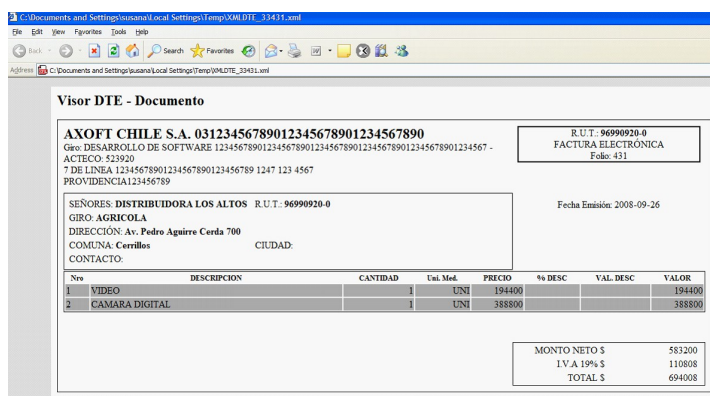 C:\Documents and Settings\susana\Local Settings\Temp\XMLDTE_33431.xml
File Edit View Favorites Tools Help
Back Search Favorites
Address C:\Documents and Settings\susana\Local Settings\Temp\XMLDTE_33431.xml
Visor DTE - Documento
AXOFT CHILE S.A. 03123456789012345678901234567890
Giro: DESARROLLO DE SOFTWARE 1234567890123456789012345678901234567890123456789012345678901234567 -
ACTECO: 523920
7 DE LINEA 123456789012345678901234567890123456789 1247 123 4567
PROVIDENCIA123456789
R.U.T.: 96990920-0
FACTURA ELECTRÓNICA
Folio: 431
SEÑORES: DISTRIBUIDORA LOS ALTOS R.U.T.: 96990920-0
GIRO: AGRICOLA
DIRECCIÓN: Av. Pedro Aguirre Cerda 700
COMUNA: Cerrillos CIUDAD:
CONTACTO:
Fecha Emisión: 2008-09-26
Nro DESCRIPCION CANTIDAD Uni. Med. PRECIO % DESC VAL. DESC VALOR
1 VIDEO 1 UNI 194400 194400
2 CAMARA DIGITAL 1 UNI 388800 388800
MONTO NETO $ 583200
I.V.A 19% $ 110808
TOTAL $ 694008